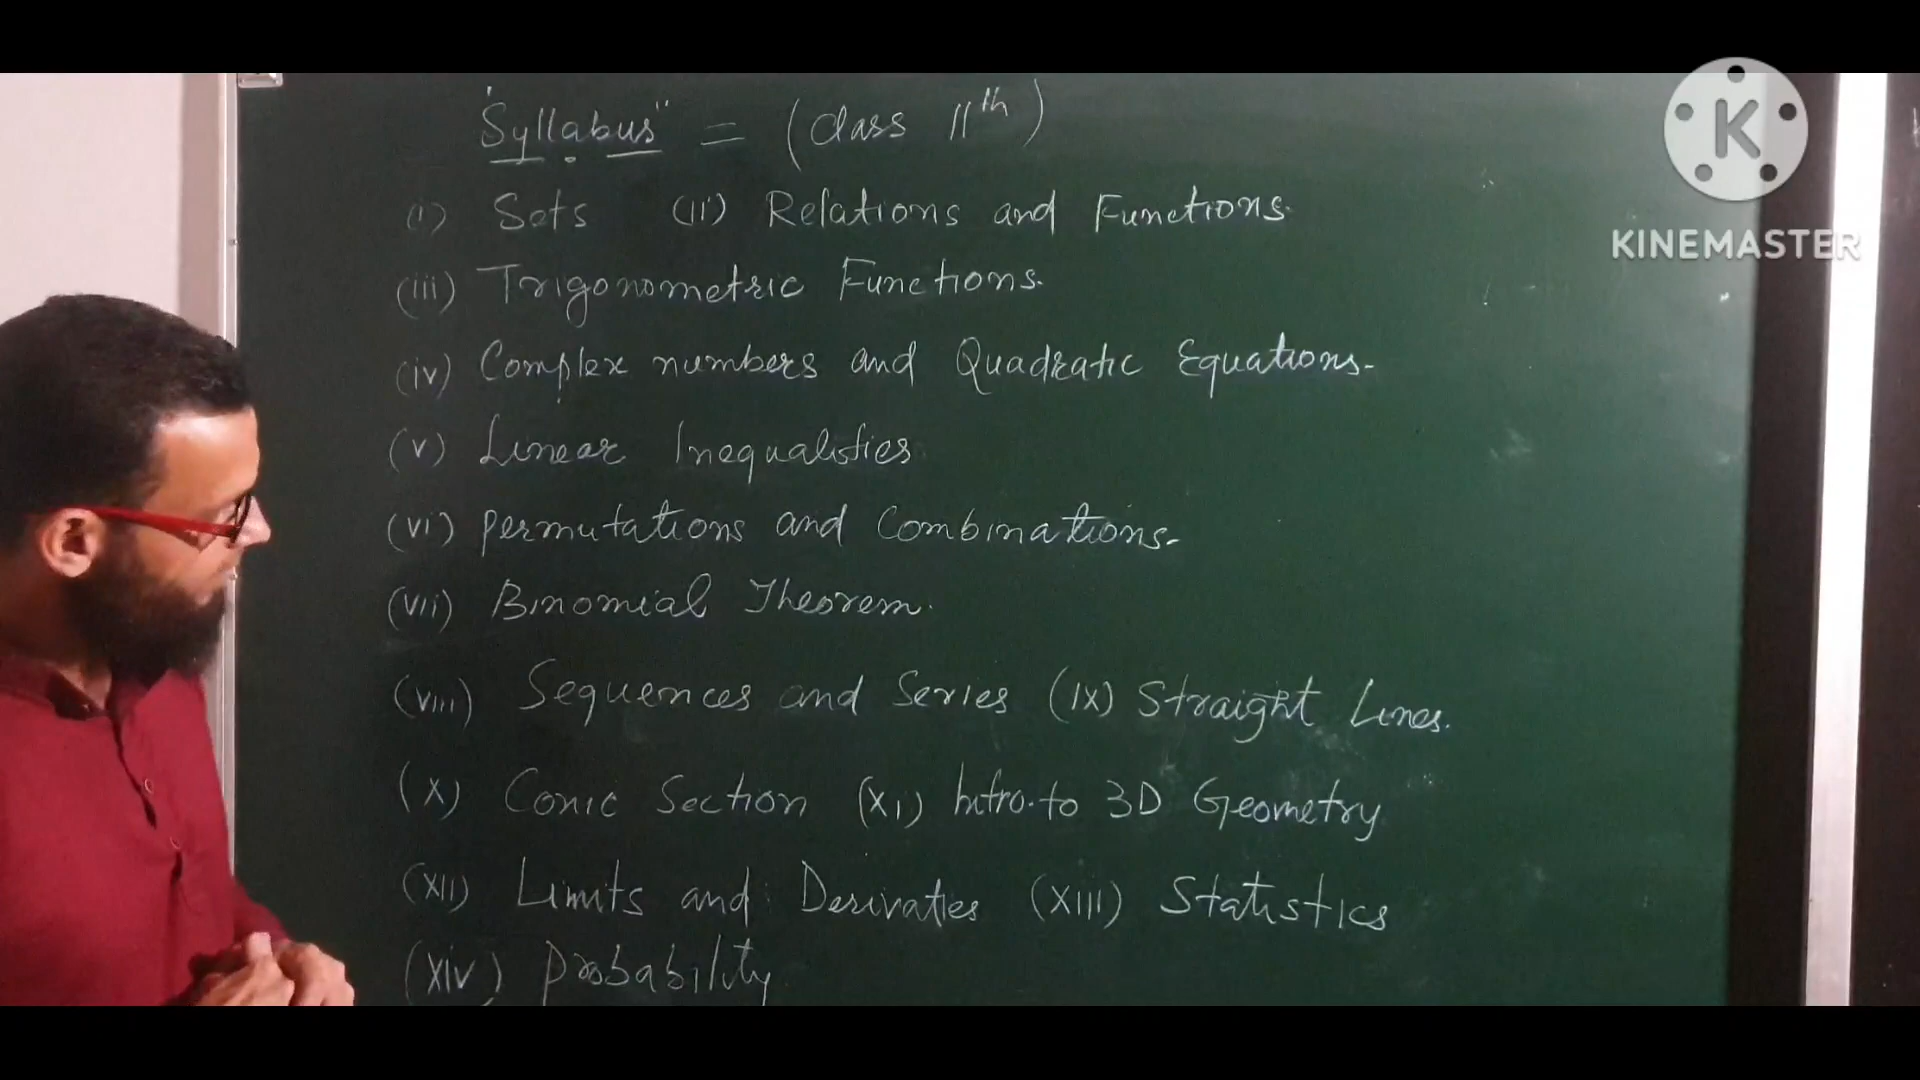 "Syllabus" = (Class 11th)
(i) Sets (ii) Relations and Functions.
(iii) Trigonometric Functions.
(iv) Complex numbers and Quadratic Equations.
(v) Linear Inequalities
(vi) Permutations and Combinations.
(vii) Binomial Theorem.
(viii) Sequences and Series (ix) Straight Lines.
(x) Conic Section (xi) Intro. to 3D Geometry
(xii) Limits and Derivaties (xiii) Statistics
(xiv) Probability
K
KINEMASTER